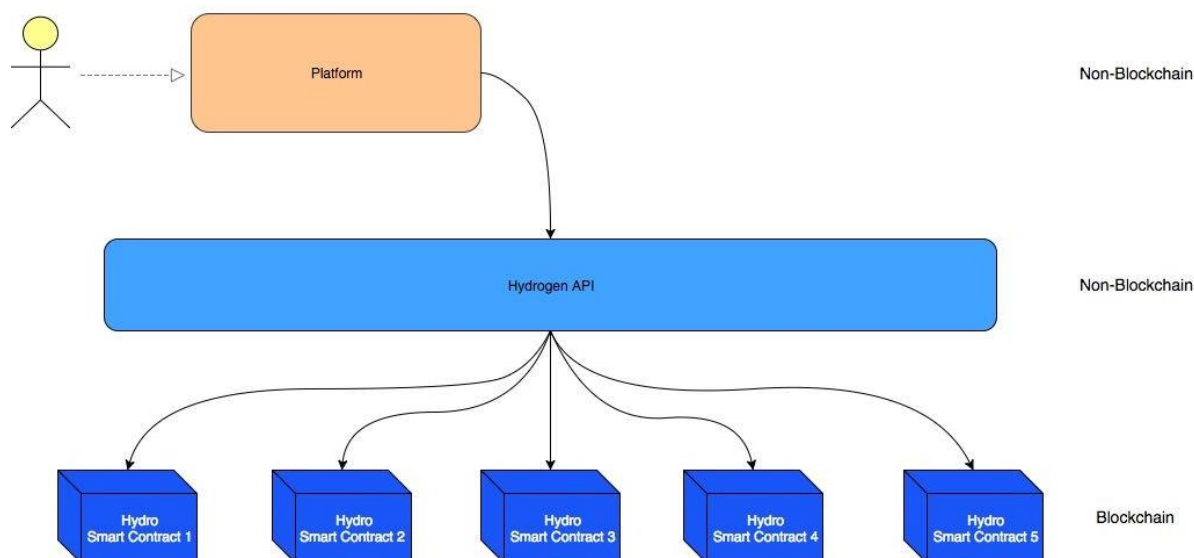 Platform
Non-Blockchain
Hydrogen API
Non-Blockchain
Hydro
Smart Contract 1
Hydro
Smart Contract 2
Hydro
Smart Contract 3
Hydro
Smart Contract 4
Hydro
Smart Contract 5
Blockchain